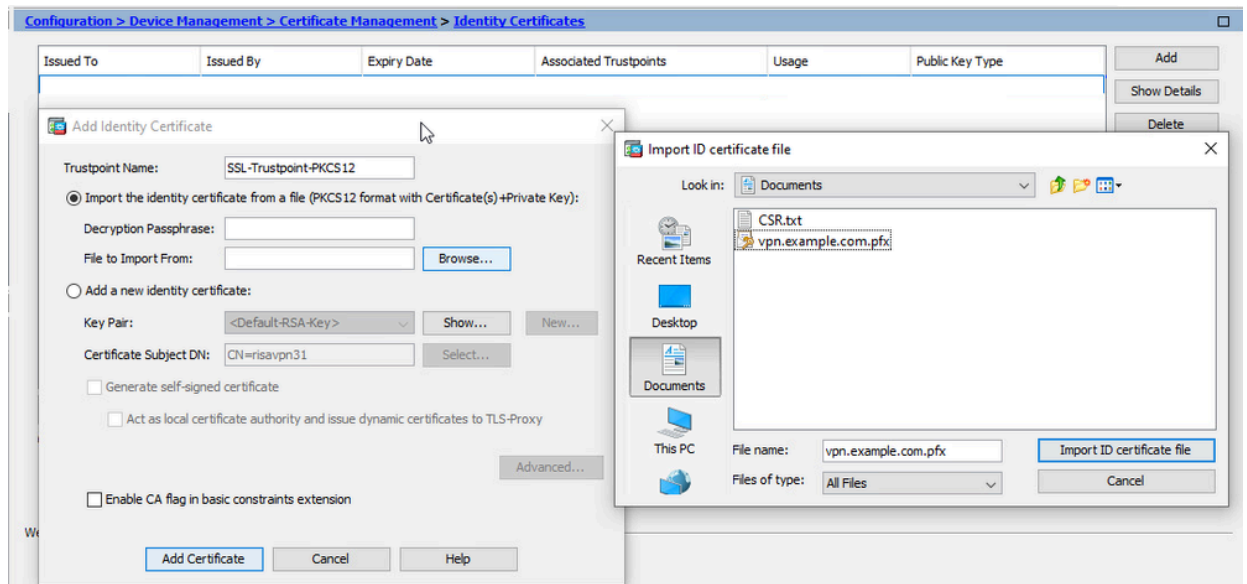 Configuration > Device Management > Certificate Management > Identity Certificates
Issued To Issued By Expiry Date Associated Trustpoints Usage Public Key Type
Add
Show Details
Delete
Add Identity Certificate
Trustpoint Name: SSL-Trustpoint-PKCS12
Import the identity certificate from a file (PKCS12 format with Certificate(s)+Private Key):
Decryption Passphrase:
File to Import From: Browse...
Add a new identity certificate:
Key Pair: <Default-RSA-Key> Show... New...
Certificate Subject DN: CN=risavpn31 Select...
Generate self-signed certificate
Act as local certificate authority and issue dynamic certificates to TLS-Proxy
Advanced...
Enable CA flag in basic constraints extension
Add Certificate Cancel Help
Import ID certificate file
Look in: Documents
CSR.txt
vpn.example.com.pfx
Recent Items
Desktop
Documents
This PC
File name: vpn.example.com.pfx Import ID certificate file
Files of type: All Files Cancel